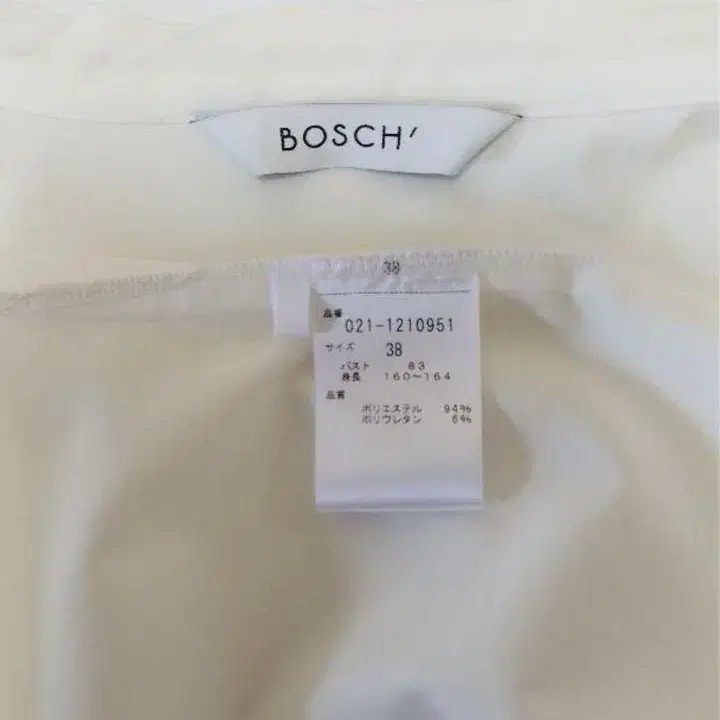 BOSCH'
38
品番
021-1210951
サイズ 38
バスト 83
身長 160〜164
品質
ポリエステル 94%
ポリウレタン 6%